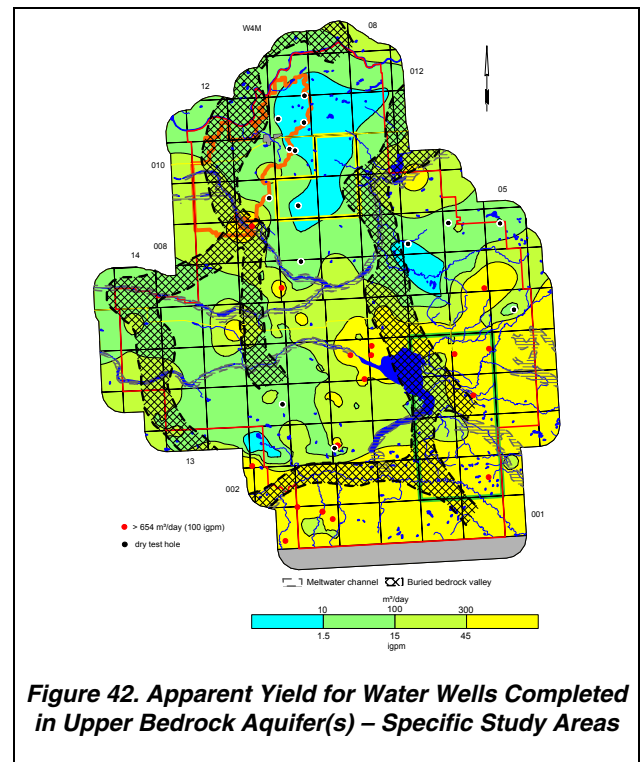 W4M
08
12
012
010
05
008
14
13
002
001
> 654 m³/day (100 igpm)
dry test hole
Meltwater channel Buried bedrock valley
m³/day
10 100 300
1.5 15 45
igpm
Figure 42. Apparent Yield for Water Wells Completed
in Upper Bedrock Aquifer(s) – Specific Study Areas